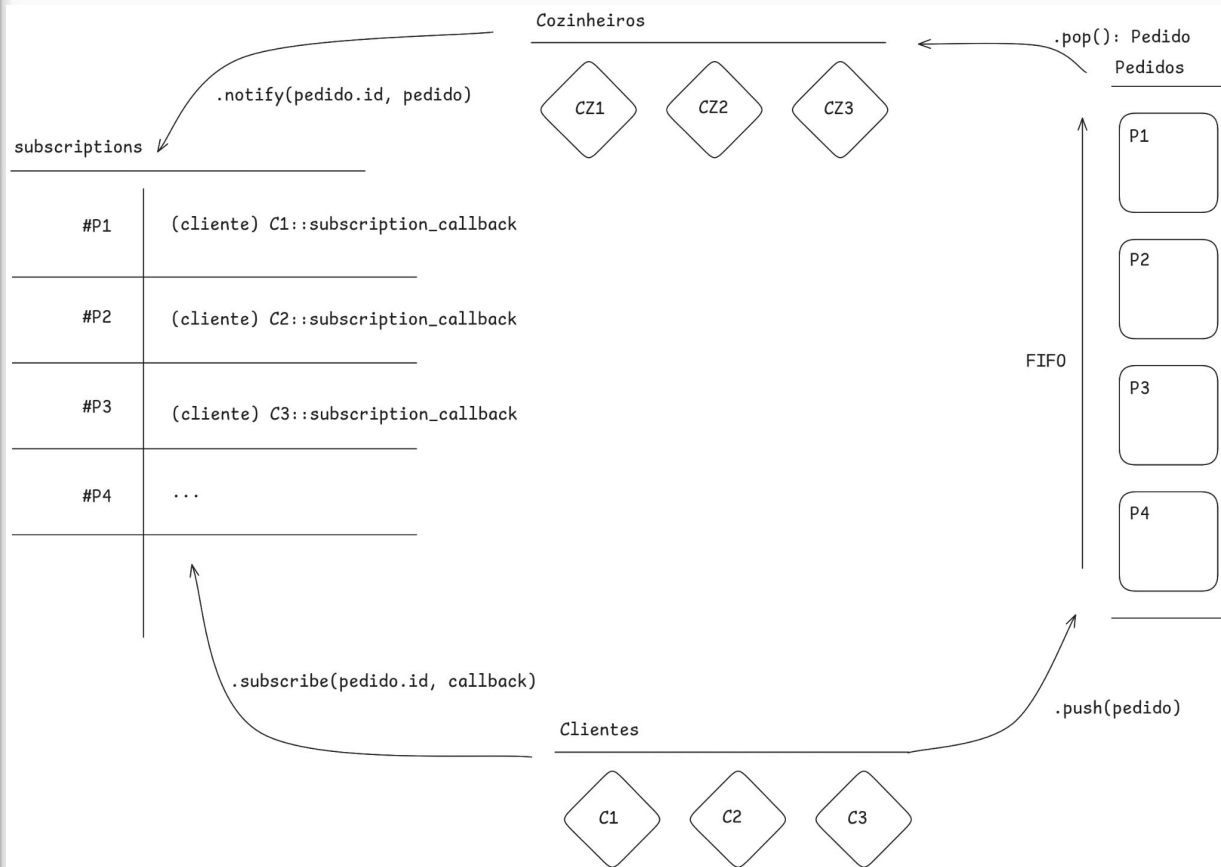 Cozinheiros
.pop(): Pedido
Pedidos
.notify(pedido.id, pedido)
CZ1
CZ2
CZ3
subscriptions
P1
#P1
(cliente) C1::subscription_callback
P2
#P2
(cliente) C2::subscription_callback
FIFO
P3
#P3
(cliente) C3::subscription_callback
#P4
...
P4
.subscribe(pedido.id, callback)
.push(pedido)
Clientes
C1
C2
C3